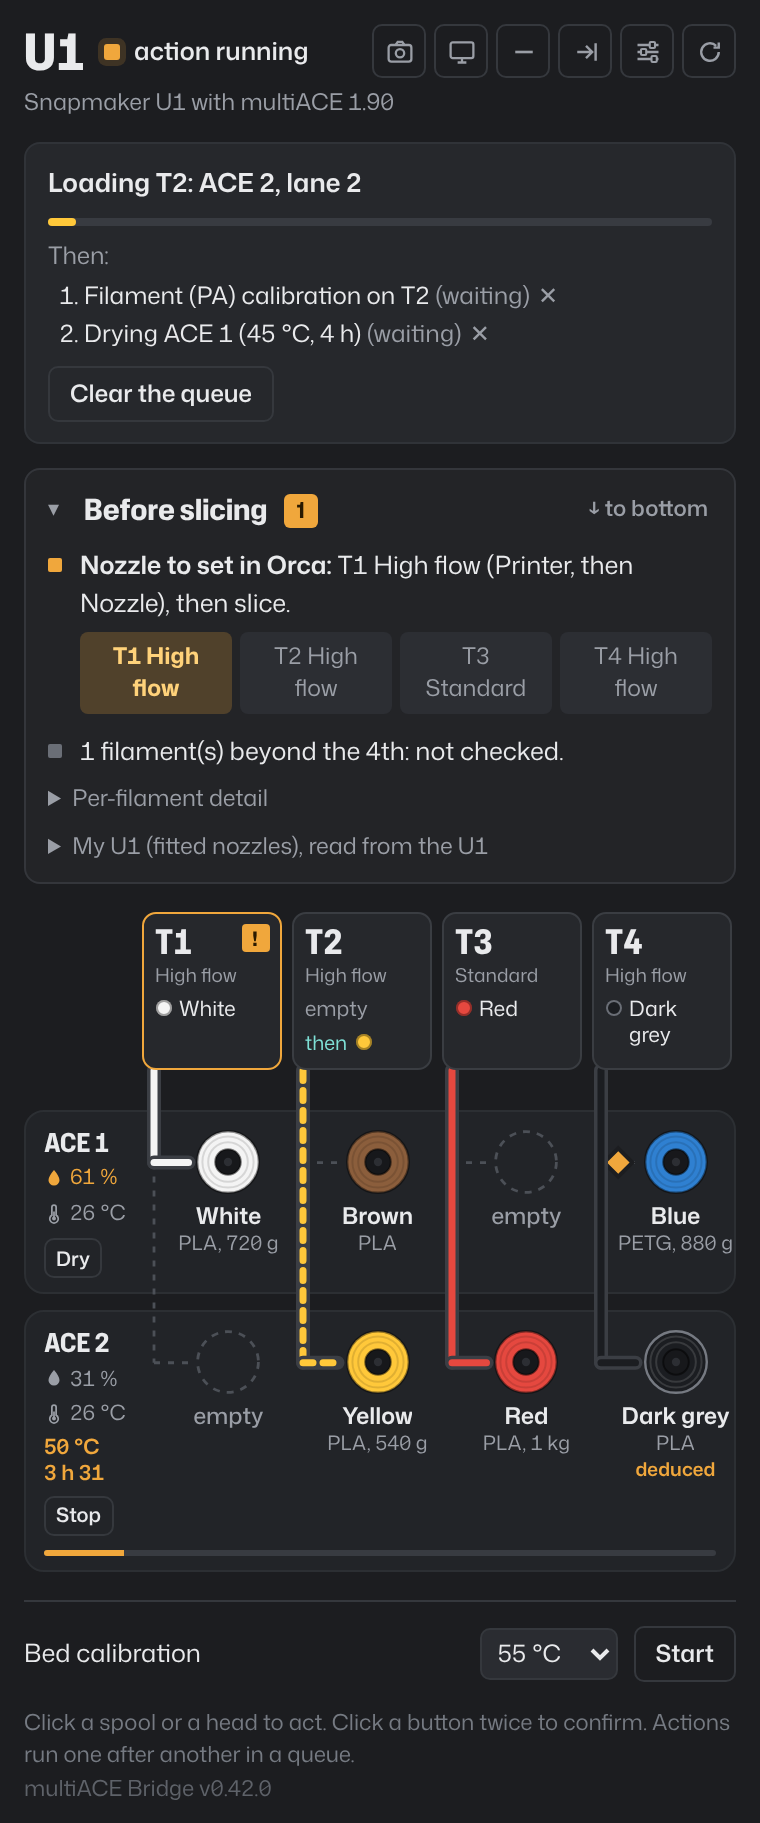 U1 action running
Snapmaker U1 with multiACE 1.90
Loading T2: ACE 2, lane 2
Then:
1. Filament (PA) calibration on T2 (waiting) ✕
2. Drying ACE 1 (45 °C, 4 h) (waiting) ✕
Clear the queue
▼ Before slicing 1 ↓ to bottom
Nozzle to set in Orca: T1 High flow (Printer, then
Nozzle), then slice.
T1 High flow
T2 High flow
T3 Standard
T4 High flow
1 filament(s) beyond the 4th: not checked.
▶ Per-filament detail
▶ My U1 (fitted nozzles), read from the U1
T1 !
High flow
White
T2
High flow
empty
then
T3
Standard
Red
T4
High flow
Dark
grey
ACE 1
61 %
26 °C
Dry
White
PLA, 720 g
Brown
PLA
empty
Blue
PETG, 880 g
ACE 2
31 %
26 °C
50 °C
3 h 31
Stop
empty
Yellow
PLA, 540 g
Red
PLA, 1 kg
Dark grey
PLA
deduced
Bed calibration 55 °C Start
Click a spool or a head to act. Click a button twice to confirm. Actions
run one after another in a queue.
multiACE Bridge v0.42.0